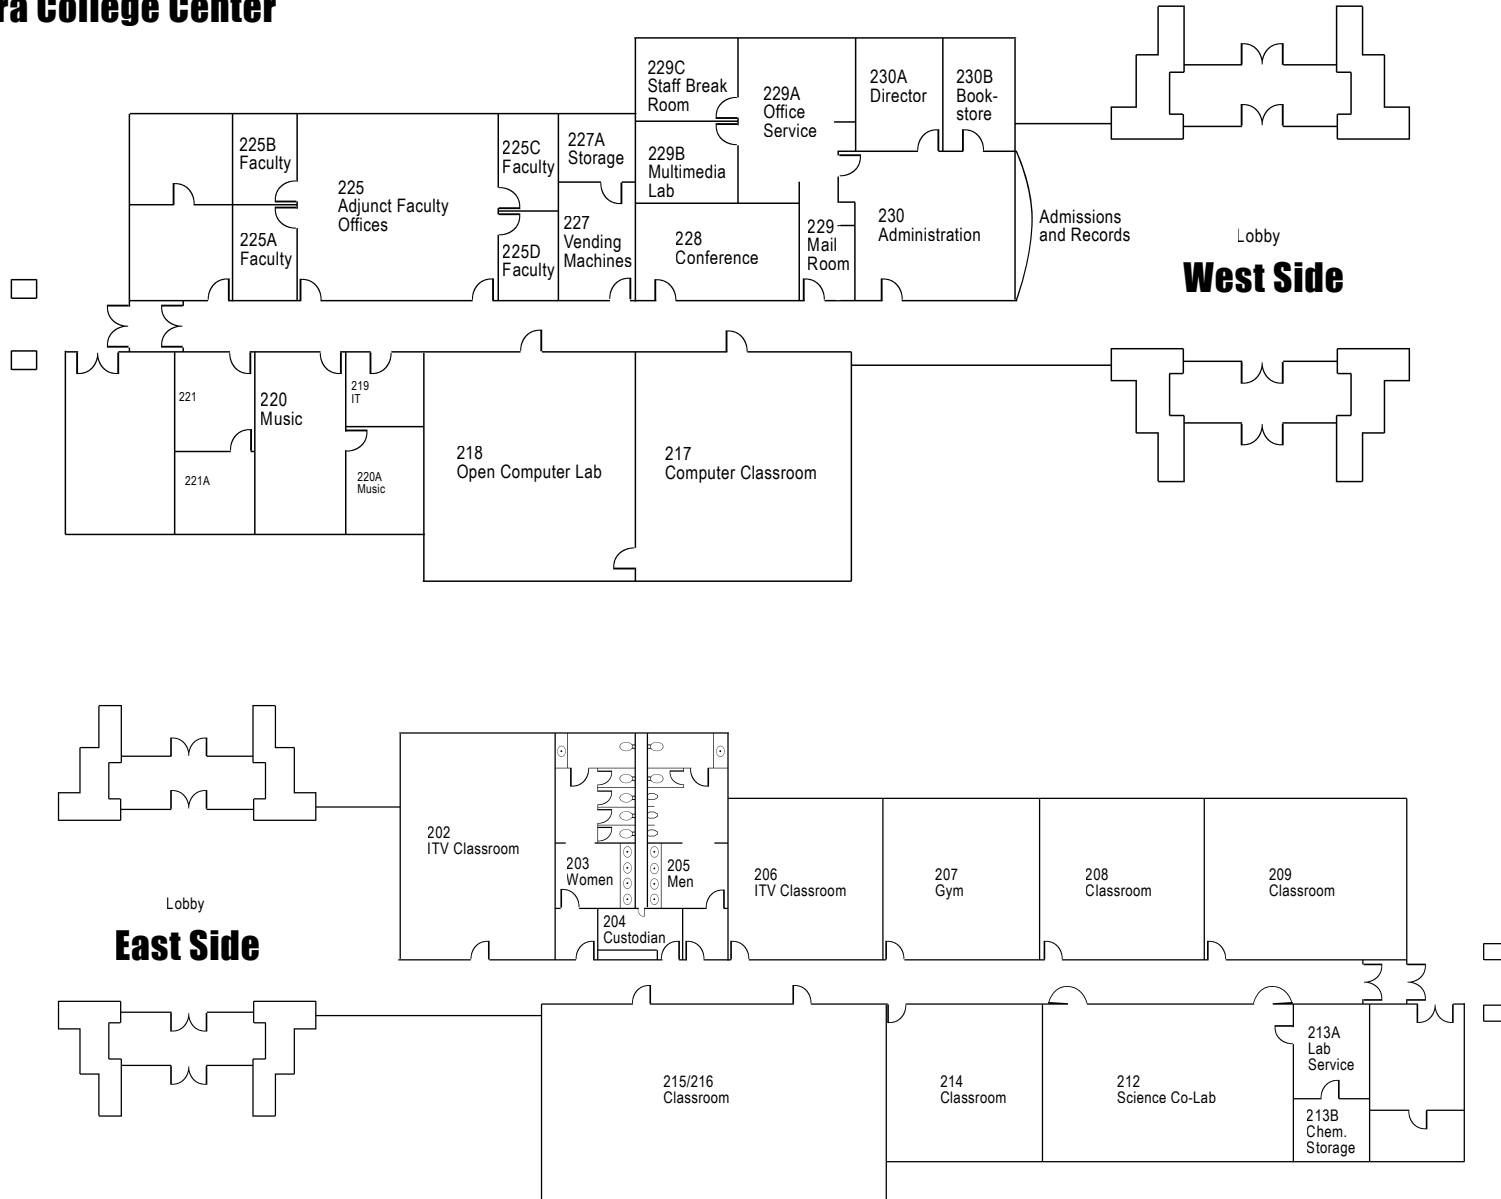 College Center
229C
Staff Break
Room
229A
Office
Service
230A
Director
230B
Book-
store
225B
Faculty
225
Adjunct Faculty
Offices
225C
Faculty
227A
Storage
229B
Multimedia
Lab
225A
Faculty
225D
Faculty
227
Vending
Machines
228
Conference
229
Mail
Room
230
Administration
Admissions
and Records
Lobby
West Side
221
220
Music
219
IT
221A
220A
Music
218
Open Computer Lab
217
Computer Classroom
202
ITV Classroom
203
Women
205
Men
204
Custodian
206
ITV Classroom
207
Gym
208
Classroom
209
Classroom
Lobby
East Side
215/216
Classroom
214
Classroom
212
Science Co-Lab
213A
Lab
Service
213B
Chem.
Storage